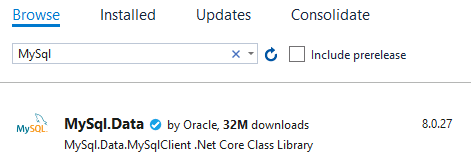 Browse Installed Updates Consolidate
MySql Include prerelease
MySQL MySql.Data by Oracle, 32M downloads 8.0.27
MySql.Data.MySqlClient .Net Core Class Library